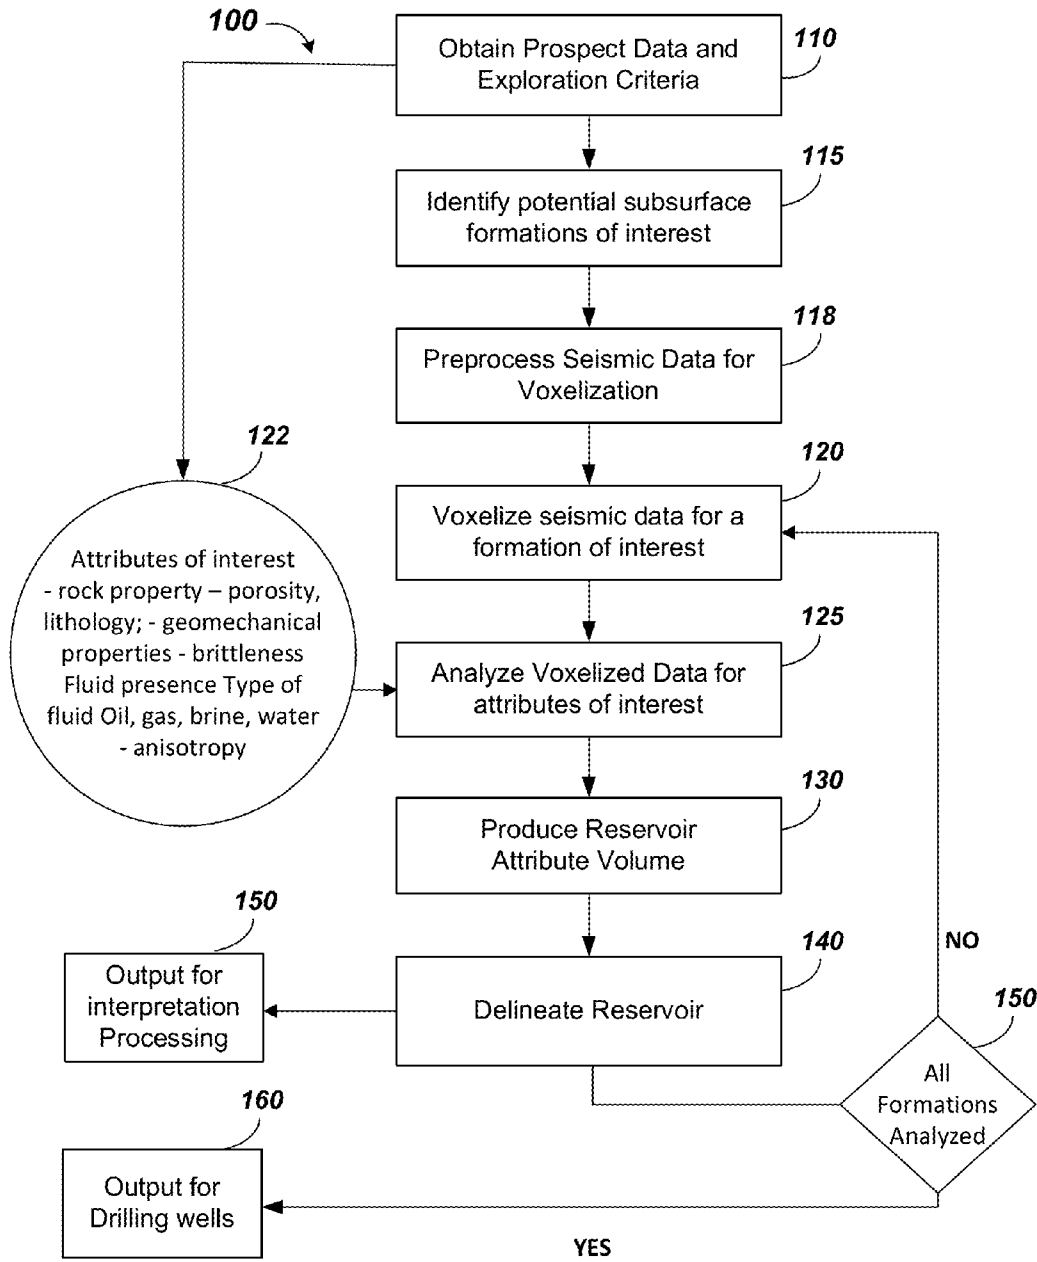 100
110
Obtain Prospect Data and
Exploration Criteria
115
Identify potential subsurface
formations of interest
118
Preprocess Seismic Data for
Voxelization
122
120
Voxelize seismic data for a
formation of interest
Attributes of interest
- rock property – porosity,
lithology; - geomechanical
properties - brittleness
Fluid presence Type of
fluid Oil, gas, brine, water
- anisotropy
125
Analyze Voxelized Data for
attributes of interest
130
Produce Reservoir
Attribute Volume
150
Output for
interpretation
Processing
140
Delineate Reservoir
NO
150
All
Formations
Analyzed
160
Output for
Drilling wells
YES